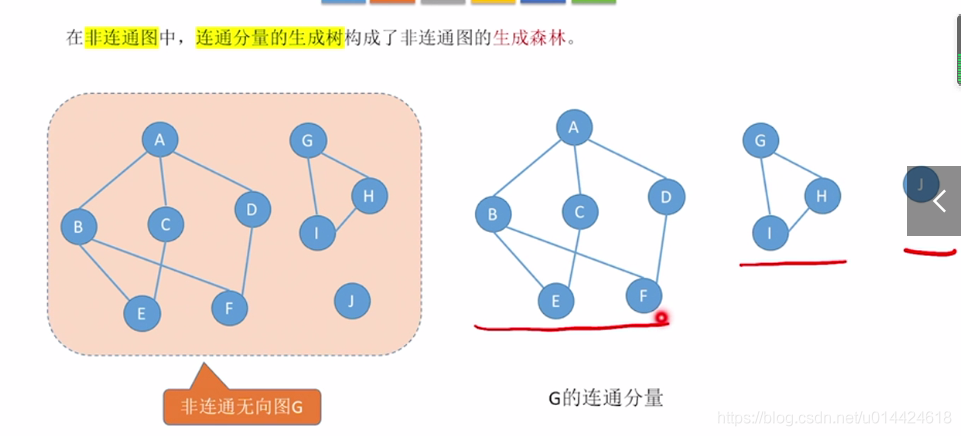 在非连通图中，连通分量的生成树构成了非连通图的生成森林。
A
G
H
B
C
D
I
E
F
J
A
G
H
B
C
D
I
E
F
J
非连通无向图G
G的连通分量
https://blog.csdn.net/u014424618